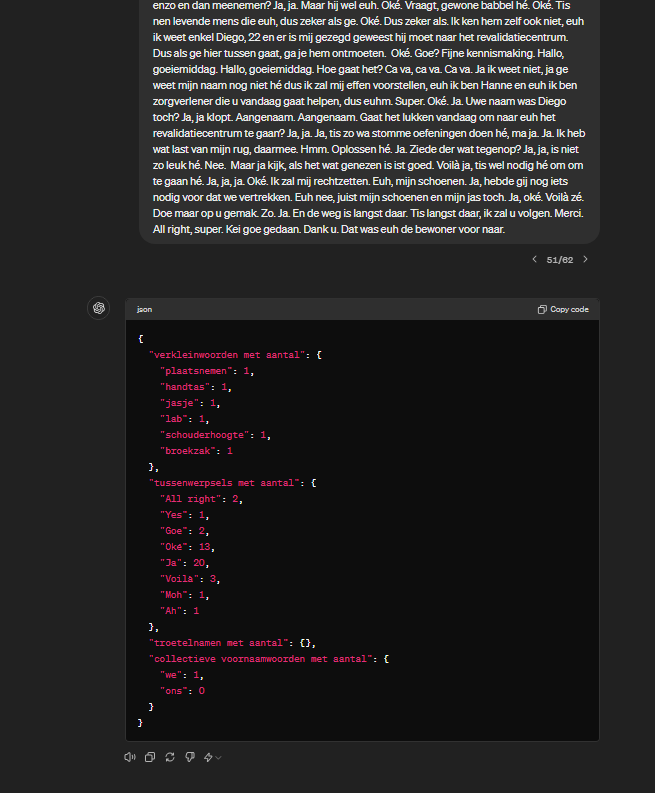 enzo en dan meenemen? Ja, ja. Maar hij wel euh. Oké. Vraagt, gewone babbel hé. Oké. Tis
nen levende mens die euh, dus zeker als ge. Oké. Dus zeker als. Ik ken hem zelf ook niet, euh
ik weet enkel Diego, 22 en er is mij gezegd geweest hij moet naar het revalidatiecentrum.
Dus als ge hier tussen gaat, ga je hem ontmoeten.  Oké. Goe? Fijne kennismaking. Hallo,
goeiemiddag. Hallo, goeiemiddag. Hoe gaat het? Ca va, ca va. Ca va. Ja ik weet niet, ja ge
weet mijn naam nog niet hé dus ik zal mij effen voorstellen, euh ik ben Hanne en euh ik ben
zorgverlener die u vandaag gaat helpen, dus euhm. Super. Oké. Ja. Uwe naam was Diego
toch? Ja, ja klopt. Aangenaam. Aangenaam. Gaat het lukken vandaag om naar euh het
revalidatiecentrum te gaan? Ja, ja. Ja, tis zo wa stomme oefeningen doen hé, ma ja. Ja. Ik heb
wat last van mijn rug, daarmee. Hmm. Oplossen hé. Ja. Ziede der wat tegenop? Ja, ja, is niet
zo leuk hé. Nee.  Maar ja kijk, als het wat genezen is ist goed. Voilà ja, tis wel nodig hé om om
te gaan hé. Ja, ja, ja. Oké. Ik zal mij rechtzetten. Euh, mijn schoenen. Ja, hebde gij nog iets
nodig voor dat we vertrekken. Euh nee, juist mijn schoenen en mijn jas toch. Ja, oké. Voilà zé.
Doe maar op u gemak. Zo. Ja. En de weg is langst daar. Tis langst daar, ik zal u volgen. Merci.
All right, super. Kei goe gedaan. Dank u. Dat was euh de bewoner voor naar.
51/62
json
Copy code
{
"verkleinwoorden met aantal": {
"plaatsnemen": 1,
"handtas": 1,
"jasje": 1,
"lab": 1,
"schouderhoogte": 1,
"broekzak": 1
},
"tussenwerpsels met aantal": {
"All right": 2,
"Yes": 1,
"Goe": 2,
"Oké": 13,
"Ja": 20,
"Voilà": 3,
"Moh": 1,
"Ah": 1
},
"troetelnamen met aantal": {},
"collectieve voornaamwoorden met aantal": {
"we": 1,
"ons": 0
}
}